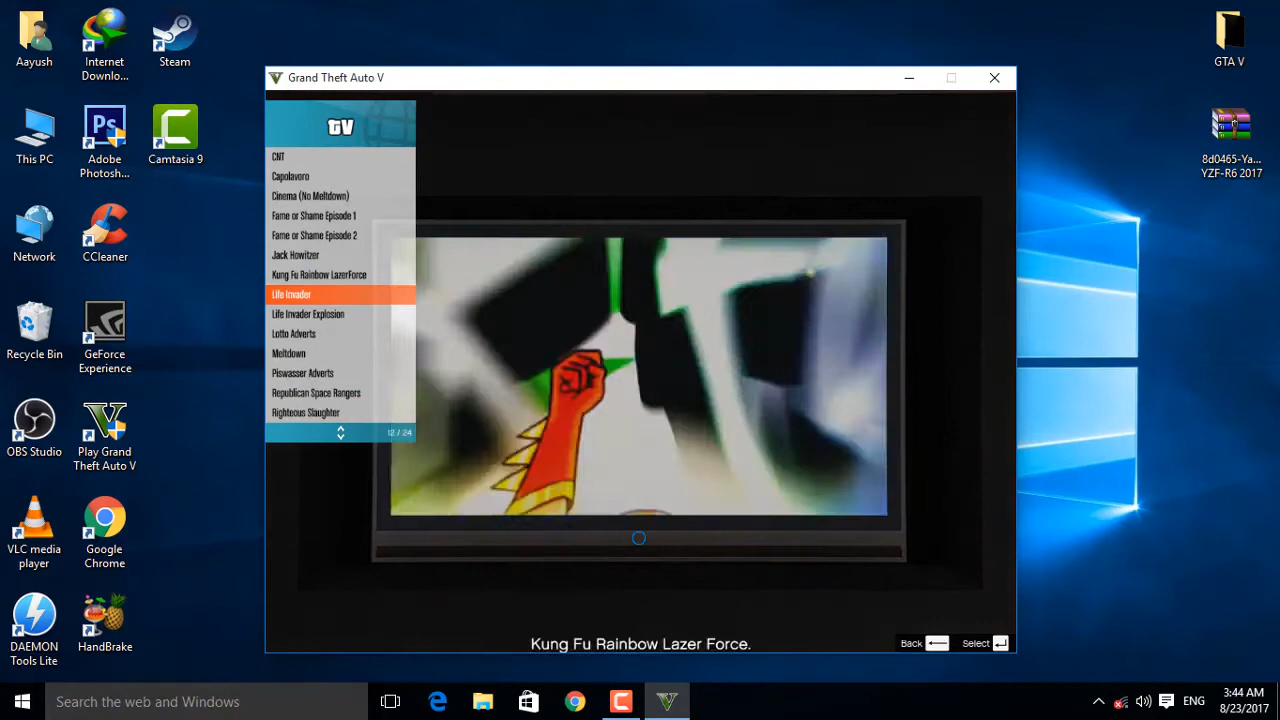 Aayush
Internet
Downlo...
Steam
GTA V
This PC
Adobe
Photosh...
Camtasia 9
8d0465-Ya...
YZF-R6 2017
Network
CCleaner
Recycle Bin
GeForce
Experience
OBS Studio
Play Grand
Theft Auto V
VLC media
player
Google
Chrome
DAEMON
Tools Lite
HandBrake
Grand Theft Auto V
TV
CNT
Capolavoro
Cinema (No Meltdown)
Fame or Shame Episode 1
Fame or Shame Episode 2
Jack Howitzer
Kung Fu Rainbow LazerForce
Life Invader
Life Invader Explosion
Lotto Adverts
Meltdown
Piswasser Adverts
Republican Space Rangers
Righteous Slaughter
12 / 24
Kung Fu Rainbow Lazer Force.
Back
Select
Search the web and Windows
ENG
3:44 AM
8/23/2017